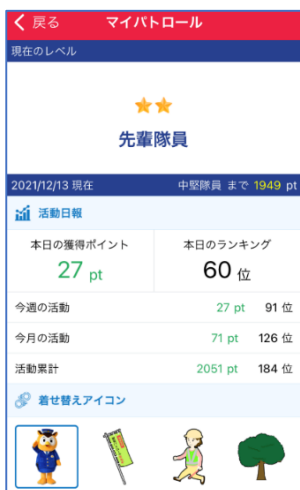 戻る マイパトロール
現在のレベル
先輩隊員
2021/12/13 現在 中堅隊員 まで 1949 pt
活動日報
本日の獲得ポイント 本日のランキング
27 pt 60 位
今週の活動 27 pt 91 位
今月の活動 71 pt 126 位
活動累計 2051 pt 184 位
着せ替えアイコン